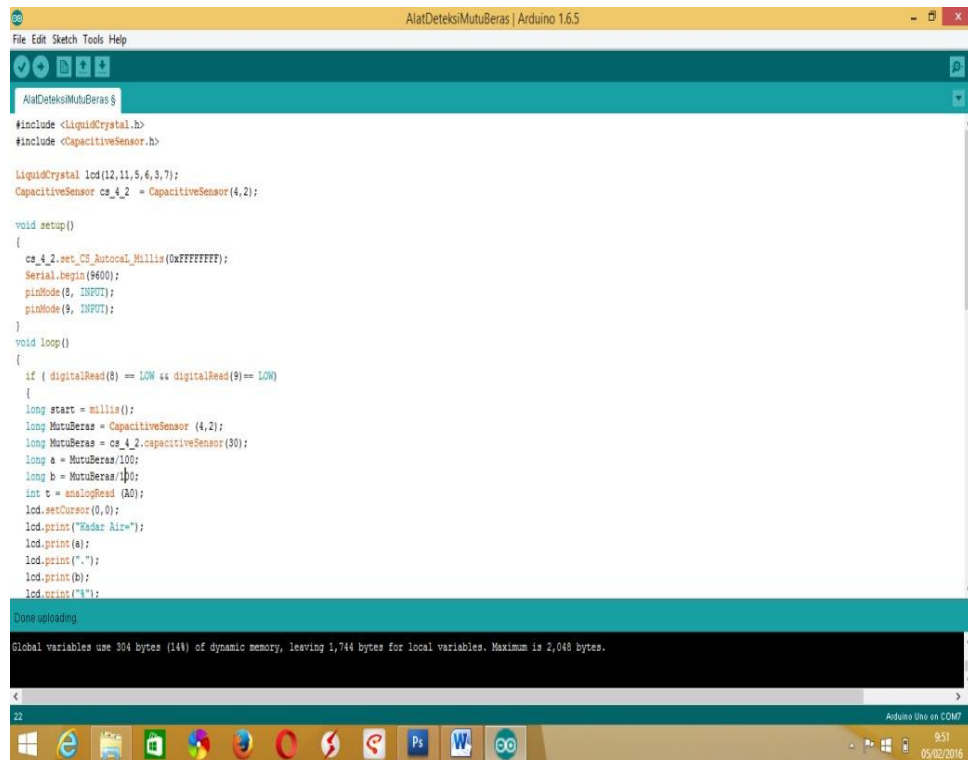 AlatDeteksiMutuBeras | Arduino 1.6.5
File Edit Sketch Tools Help
AlatDeteksiMutuBeras §
#include <LiquidCrystal.h>
#include <CapacitiveSensor.h>
LiquidCrystal lcd(12,11,5,6,3,7);
CapacitiveSensor cs_4_2  = CapacitiveSensor(4,2);
void setup()
{
  cs_4_2.set_CS_AutocaL_Millis(0xFFFFFFFF);
  Serial.begin(9600);
  pinMode(8, INPUT);
  pinMode(9, INPUT);
}
void loop()
{
  if ( digitalRead(8) == LOW && digitalRead(9)== LOW)
  {
  long start = millis();
  long MutuBeras = CapacitiveSensor (4,2);
  long MutuBeras = cs_4_2.capacitiveSensor(30);
  long a = MutuBeras/100;
  long b = MutuBeras/100;
  int t = analogRead (A0);
  lcd.setCursor(0,0);
  lcd.print("Kadar Air=");
  lcd.print(a);
  lcd.print(".");
  lcd.print(b);
  lcd.print("%");
Done uploading.
Global variables use 304 bytes (14%) of dynamic memory, leaving 1,744 bytes for local variables. Maximum is 2,048 bytes.
22
Arduino Uno on COM7
Ps
W
9:51
05/02/2016